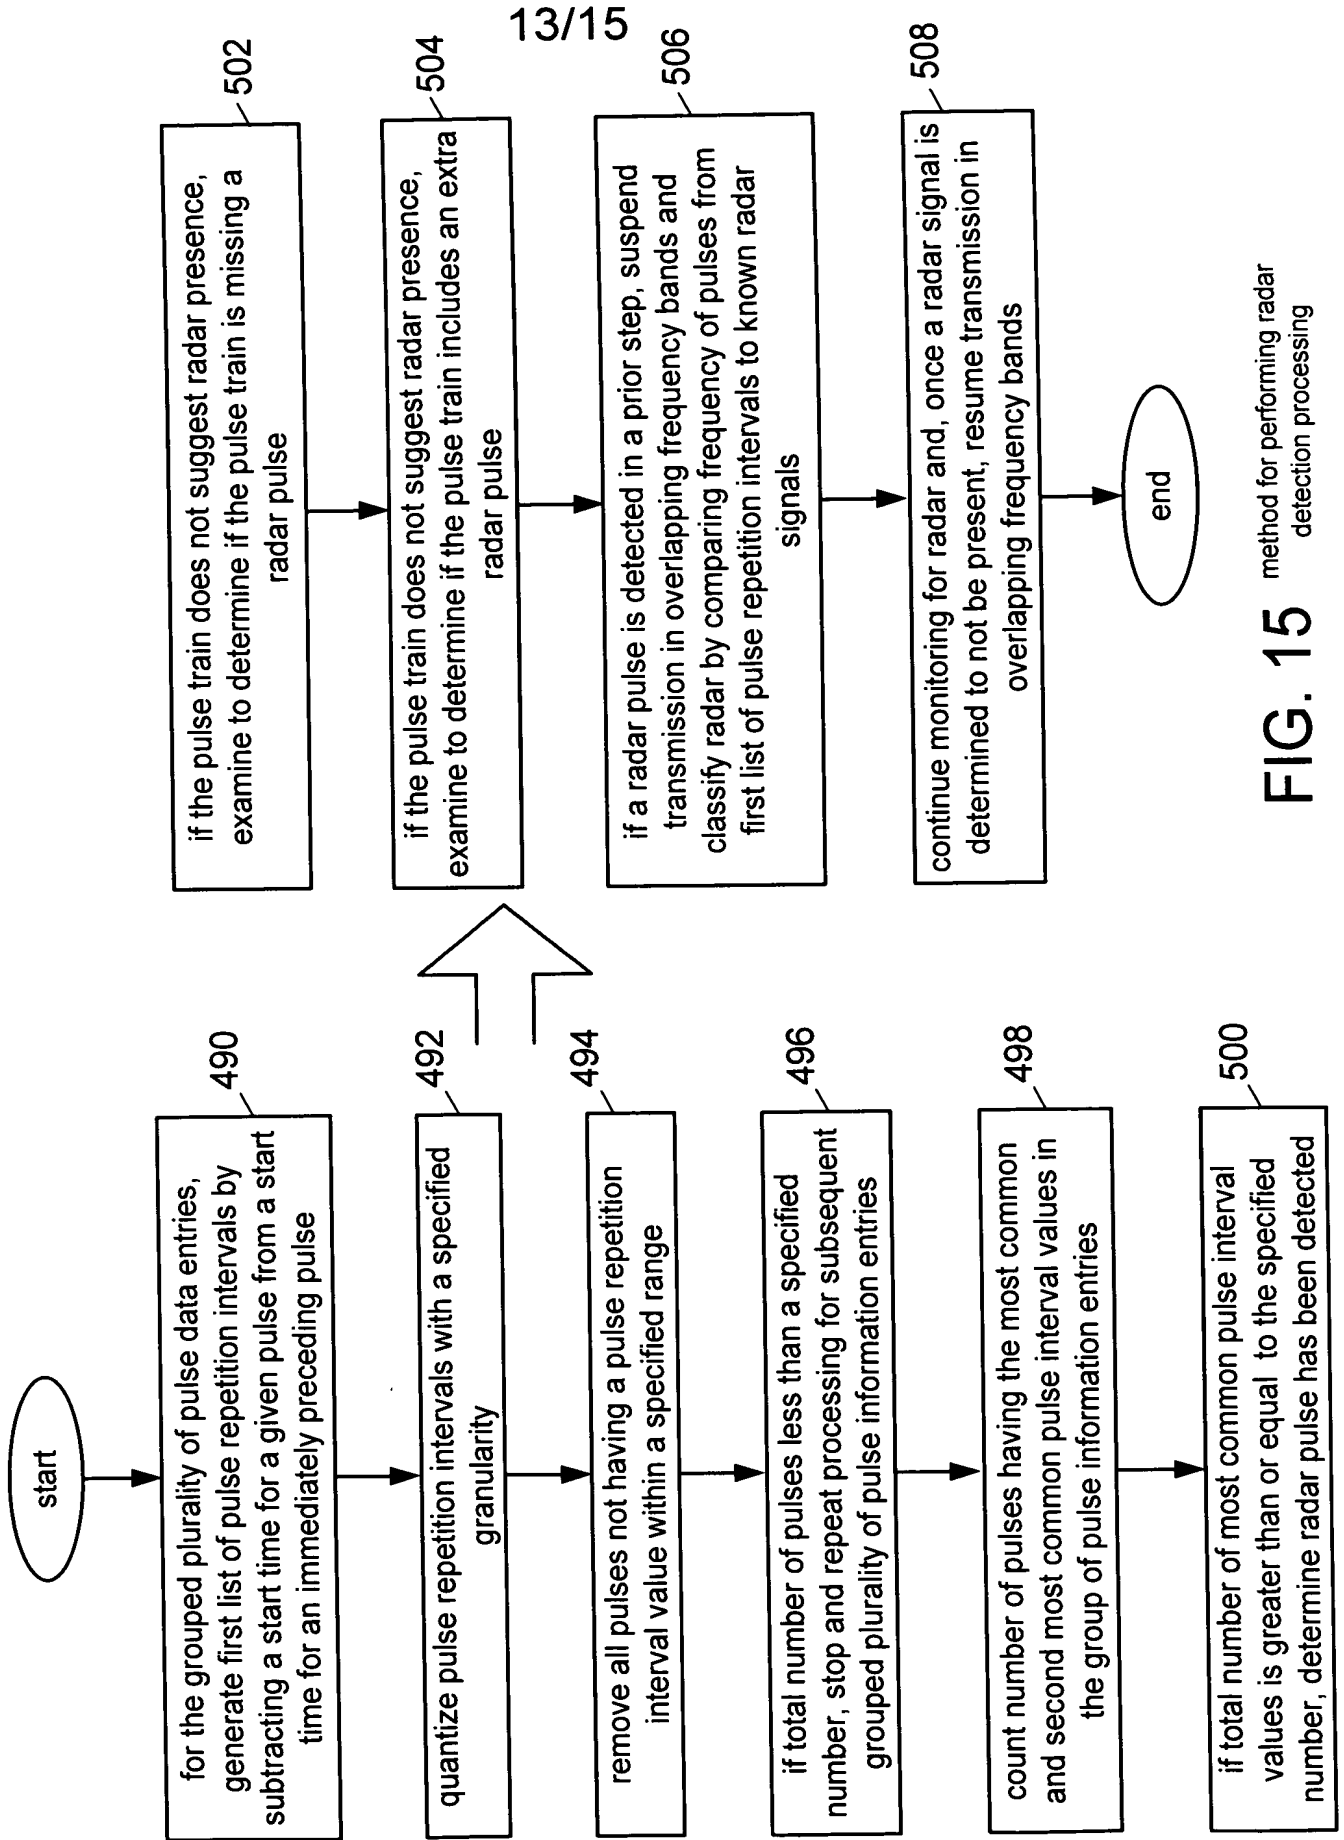 13/15
start
490
for the grouped plurality of pulse data entries,
generate first list of pulse repetition intervals by
subtracting a start time for a given pulse from a start
time for an immediately preceding pulse
492
quantize pulse repetition intervals with a specified
granularity
494
remove all pulses not having a pulse repetition
interval value within a specified range
496
if total number of pulses less than a specified
number, stop and repeat processing for subsequent
grouped plurality of pulse information entries
498
count number of pulses having the most common
and second most common pulse interval values in
the group of pulse information entries
500
if total number of most common pulse interval
values is greater than or equal to the specified
number, determine radar pulse has been detected
502
if the pulse train does not suggest radar presence,
examine to determine if the pulse train is missing a
radar pulse
504
if the pulse train does not suggest radar presence,
examine to determine if the pulse train includes an extra
radar pulse
506
if a radar pulse is detected in a prior step, suspend
transmission in overlapping frequency bands and
classify radar by comparing frequency of pulses from
first list of pulse repetition intervals to known radar
signals
508
continue monitoring for radar and, once a radar signal is
determined to not be present, resume transmission in
overlapping frequency bands
end
FIG. 15
method for performing radar
detection processing